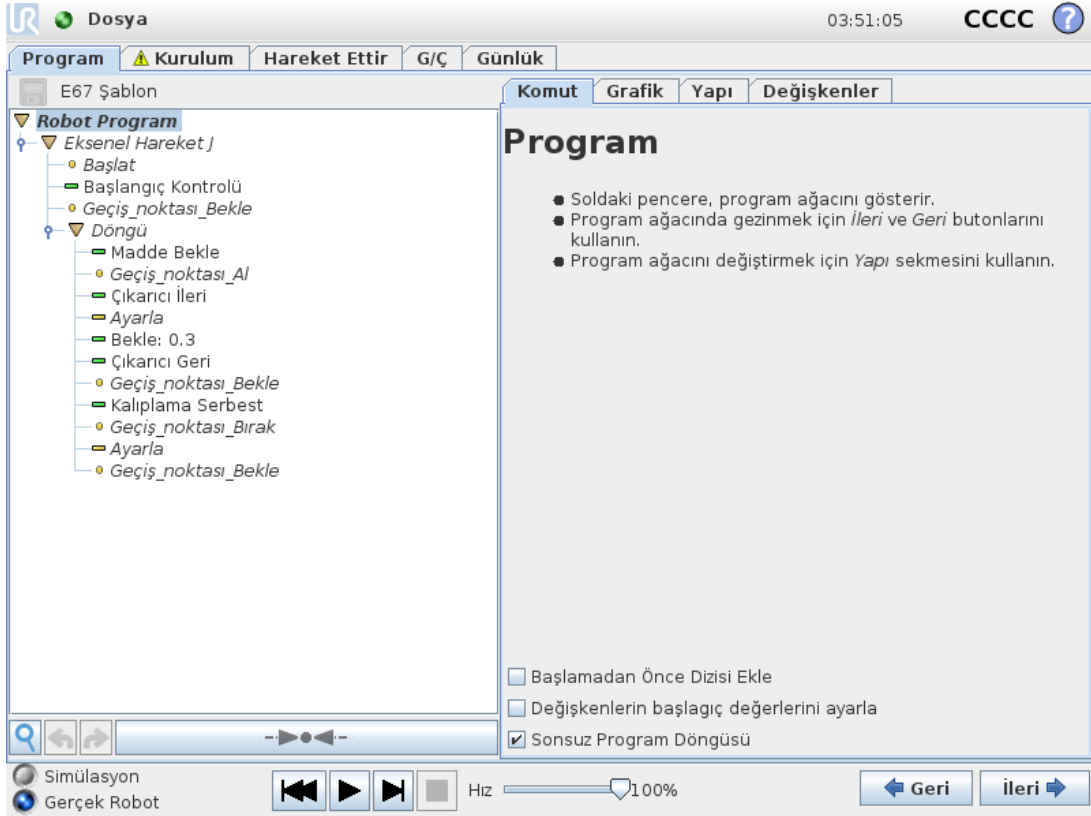 UR Dosya 03:51:05 CCCC ?
Program Kurulum Hareket Ettir G/Ç Günlük
E67 Şablon
Robot Program
Eksenel Hareket J
Başlat
Başlangıç Kontrolü
Geçiş_noktası_Bekle
Döngü
Madde Bekle
Geçiş_noktası_Al
Çıkarıcı İleri
Ayarla
Bekle: 0.3
Çıkarıcı Geri
Geçiş_noktası_Bekle
Kalıplama Serbest
Geçiş_noktası_Bırak
Ayarla
Geçiş_noktası_Bekle
Komut Grafik Yapı Değişkenler
Program
Soldaki pencere, program ağacını gösterir.
Program ağacında gezinmek için İleri ve Geri butonlarını
kullanın.
Program ağacını değiştirmek için Yapı sekmesini kullanın.
Başlamadan Önce Dizisi Ekle
Değişkenlerin başlagıç değerlerini ayarla
Sonsuz Program Döngüsü
Simülasyon
Gerçek Robot
Hız 100%
Geri İleri